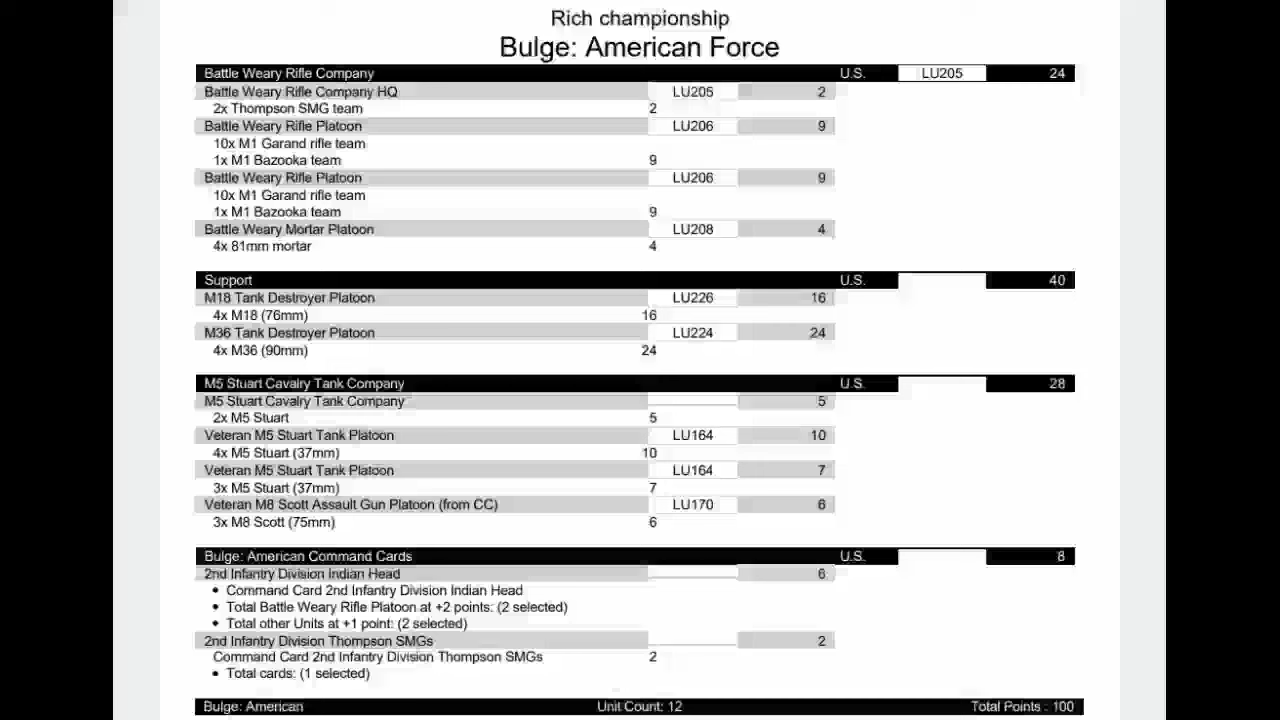 Rich championship
Bulge: American Force
Battle Weary Rifle Company U.S. LU205 24
Battle Weary Rifle Company HQ LU205 2
2x Thompson SMG team 2
Battle Weary Rifle Platoon LU206 9
10x M1 Garand rifle team
1x M1 Bazooka team 9
Battle Weary Rifle Platoon LU206 9
10x M1 Garand rifle team
1x M1 Bazooka team 9
Battle Weary Mortar Platoon LU208 4
4x 81mm mortar 4
Support U.S. 40
M18 Tank Destroyer Platoon LU226 16
4x M18 (76mm) 16
M36 Tank Destroyer Platoon LU224 24
4x M36 (90mm) 24
M5 Stuart Cavalry Tank Company U.S. 28
M5 Stuart Cavalry Tank Company 5
2x M5 Stuart 5
Veteran M5 Stuart Tank Platoon LU164 10
4x M5 Stuart (37mm) 10
Veteran M5 Stuart Tank Platoon LU164 7
3x M5 Stuart (37mm) 7
Veteran M8 Scott Assault Gun Platoon (from CC) LU170 6
3x M8 Scott (75mm) 6
Bulge: American Command Cards U.S. 8
2nd Infantry Division Indian Head 6
• Command Card 2nd Infantry Division Indian Head
• Total Battle Weary Rifle Platoon at +2 points: (2 selected)
• Total other Units at +1 point: (2 selected)
2nd Infantry Division Thompson SMGs 2
Command Card 2nd Infantry Division Thompson SMGs 2
• Total cards: (1 selected)
Bulge: American Unit Count: 12 Total Points : 100